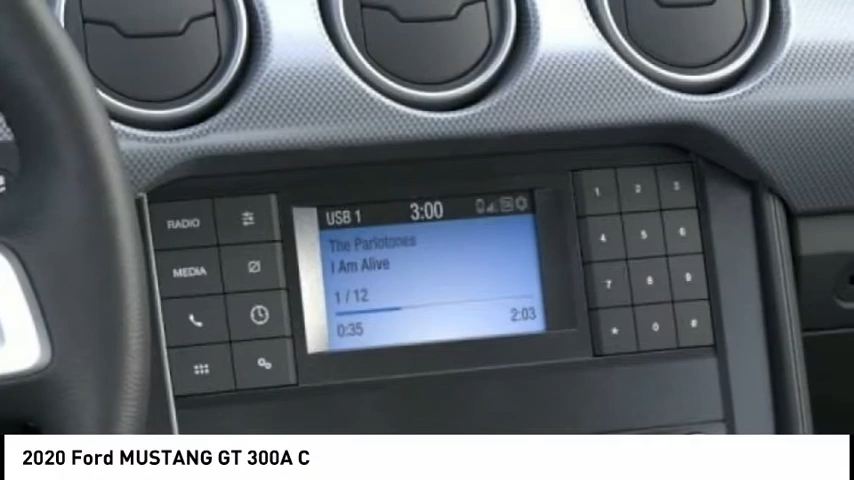 RADIO
MEDIA
USB 1 3:00
The Parlotones
I Am Alive
1 / 12
0:35 2:03
1 2 3
4 5 6
7 8 9
* 0 #
2020 Ford MUSTANG GT 300A C